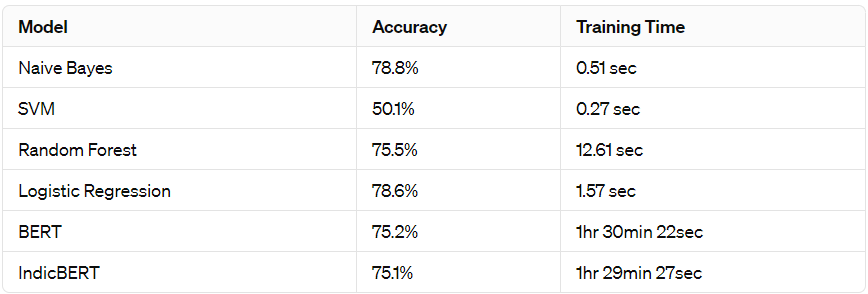 Model Accuracy Training Time
Naive Bayes 78.8% 0.51 sec
SVM 50.1% 0.27 sec
Random Forest 75.5% 12.61 sec
Logistic Regression 78.6% 1.57 sec
BERT 75.2% 1hr 30min 22sec
IndicBERT 75.1% 1hr 29min 27sec